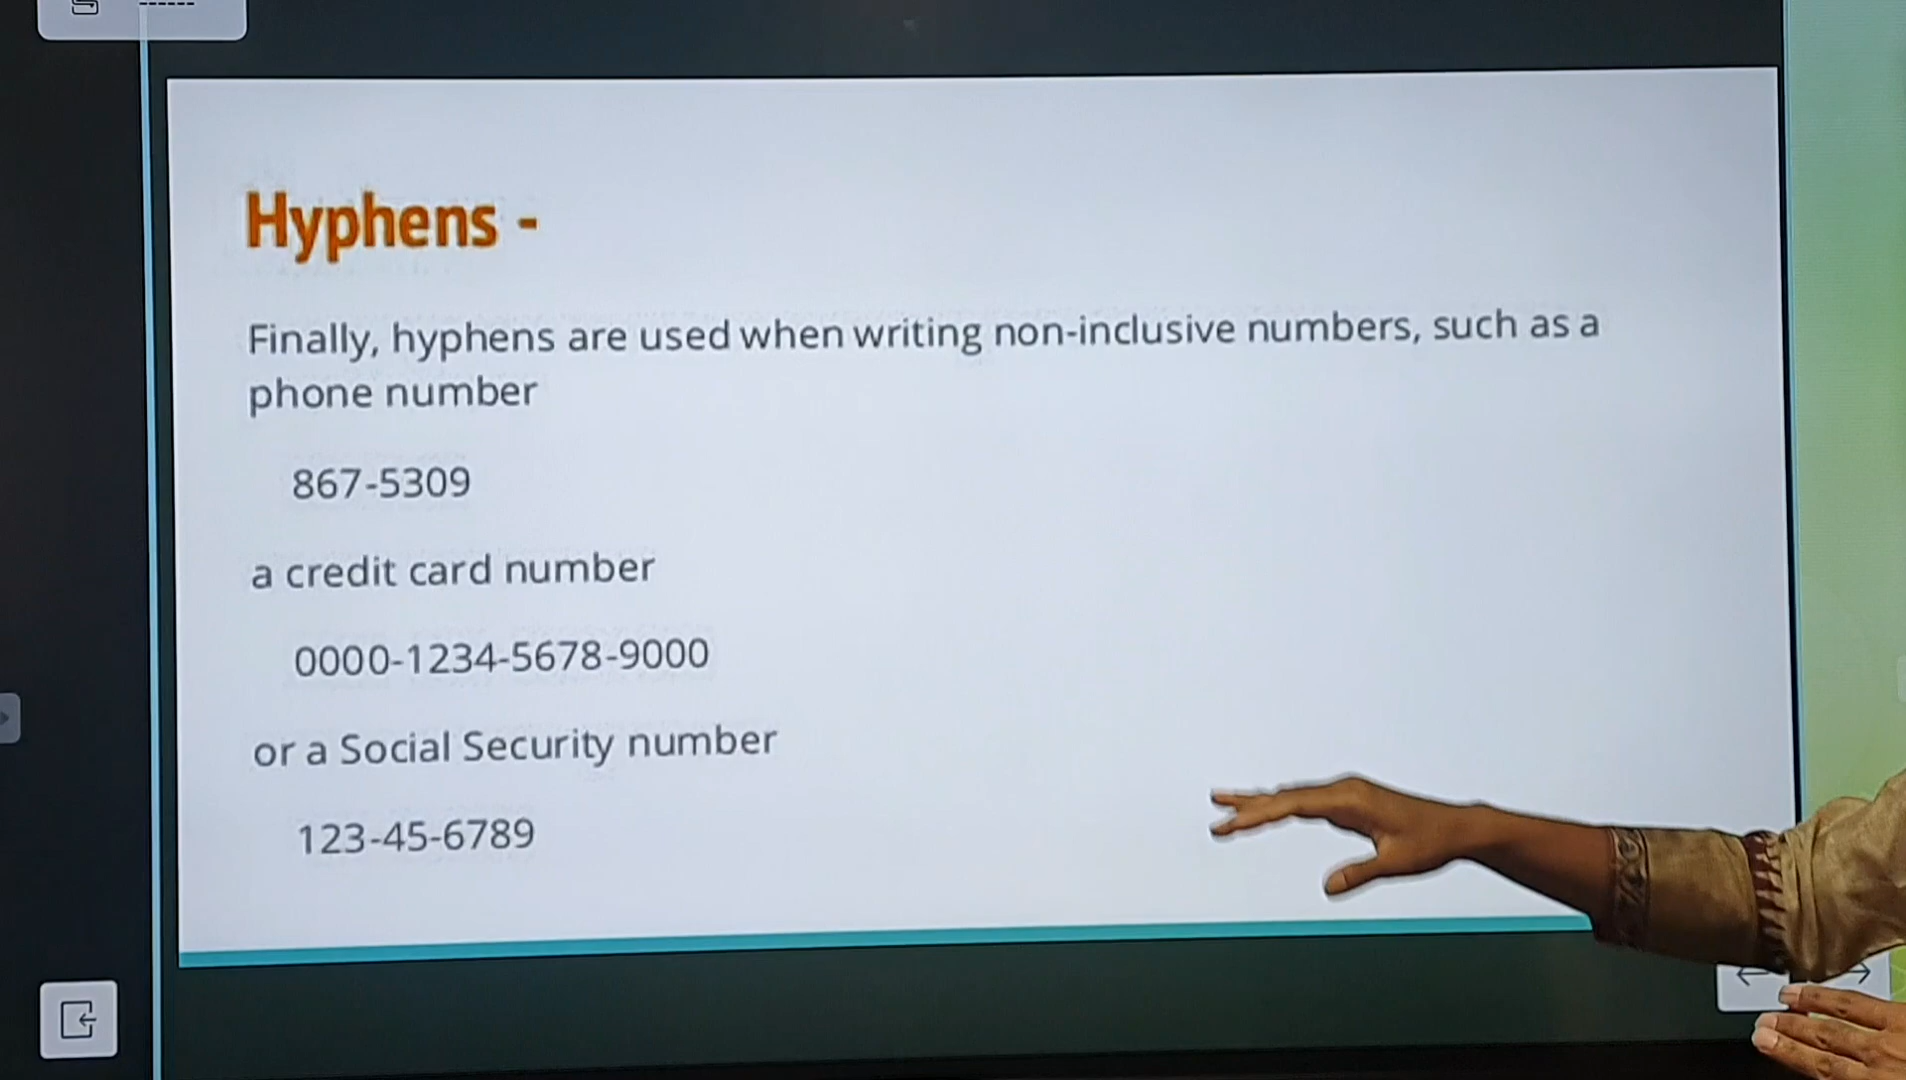 Hyphens -
Finally, hyphens are used when writing non-inclusive numbers, such as a
phone number
867-5309
a credit card number
0000-1234-5678-9000
or a Social Security number
123-45-6789